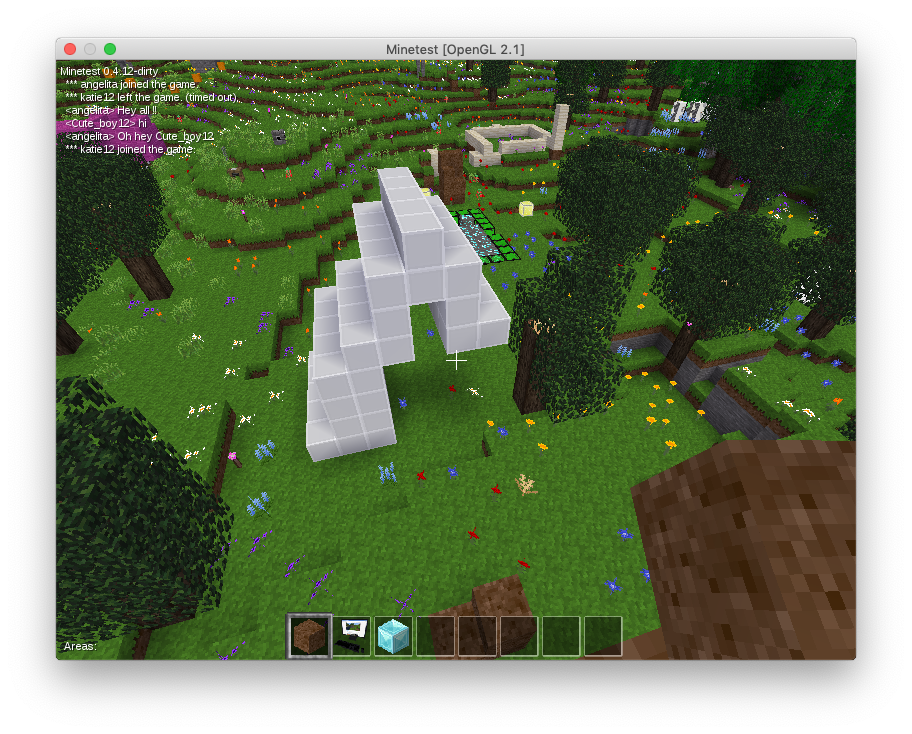 Minetest [OpenGL 2.1]
Minetest 0.4.12-dirty
*** angelita joined the game.
*** katie12 left the game. (timed out)
<angelita> Hey all !!
<Cute_boy12> hi
<angelita> Oh hey Cute_boy12
*** katie12 joined the game.
Areas: